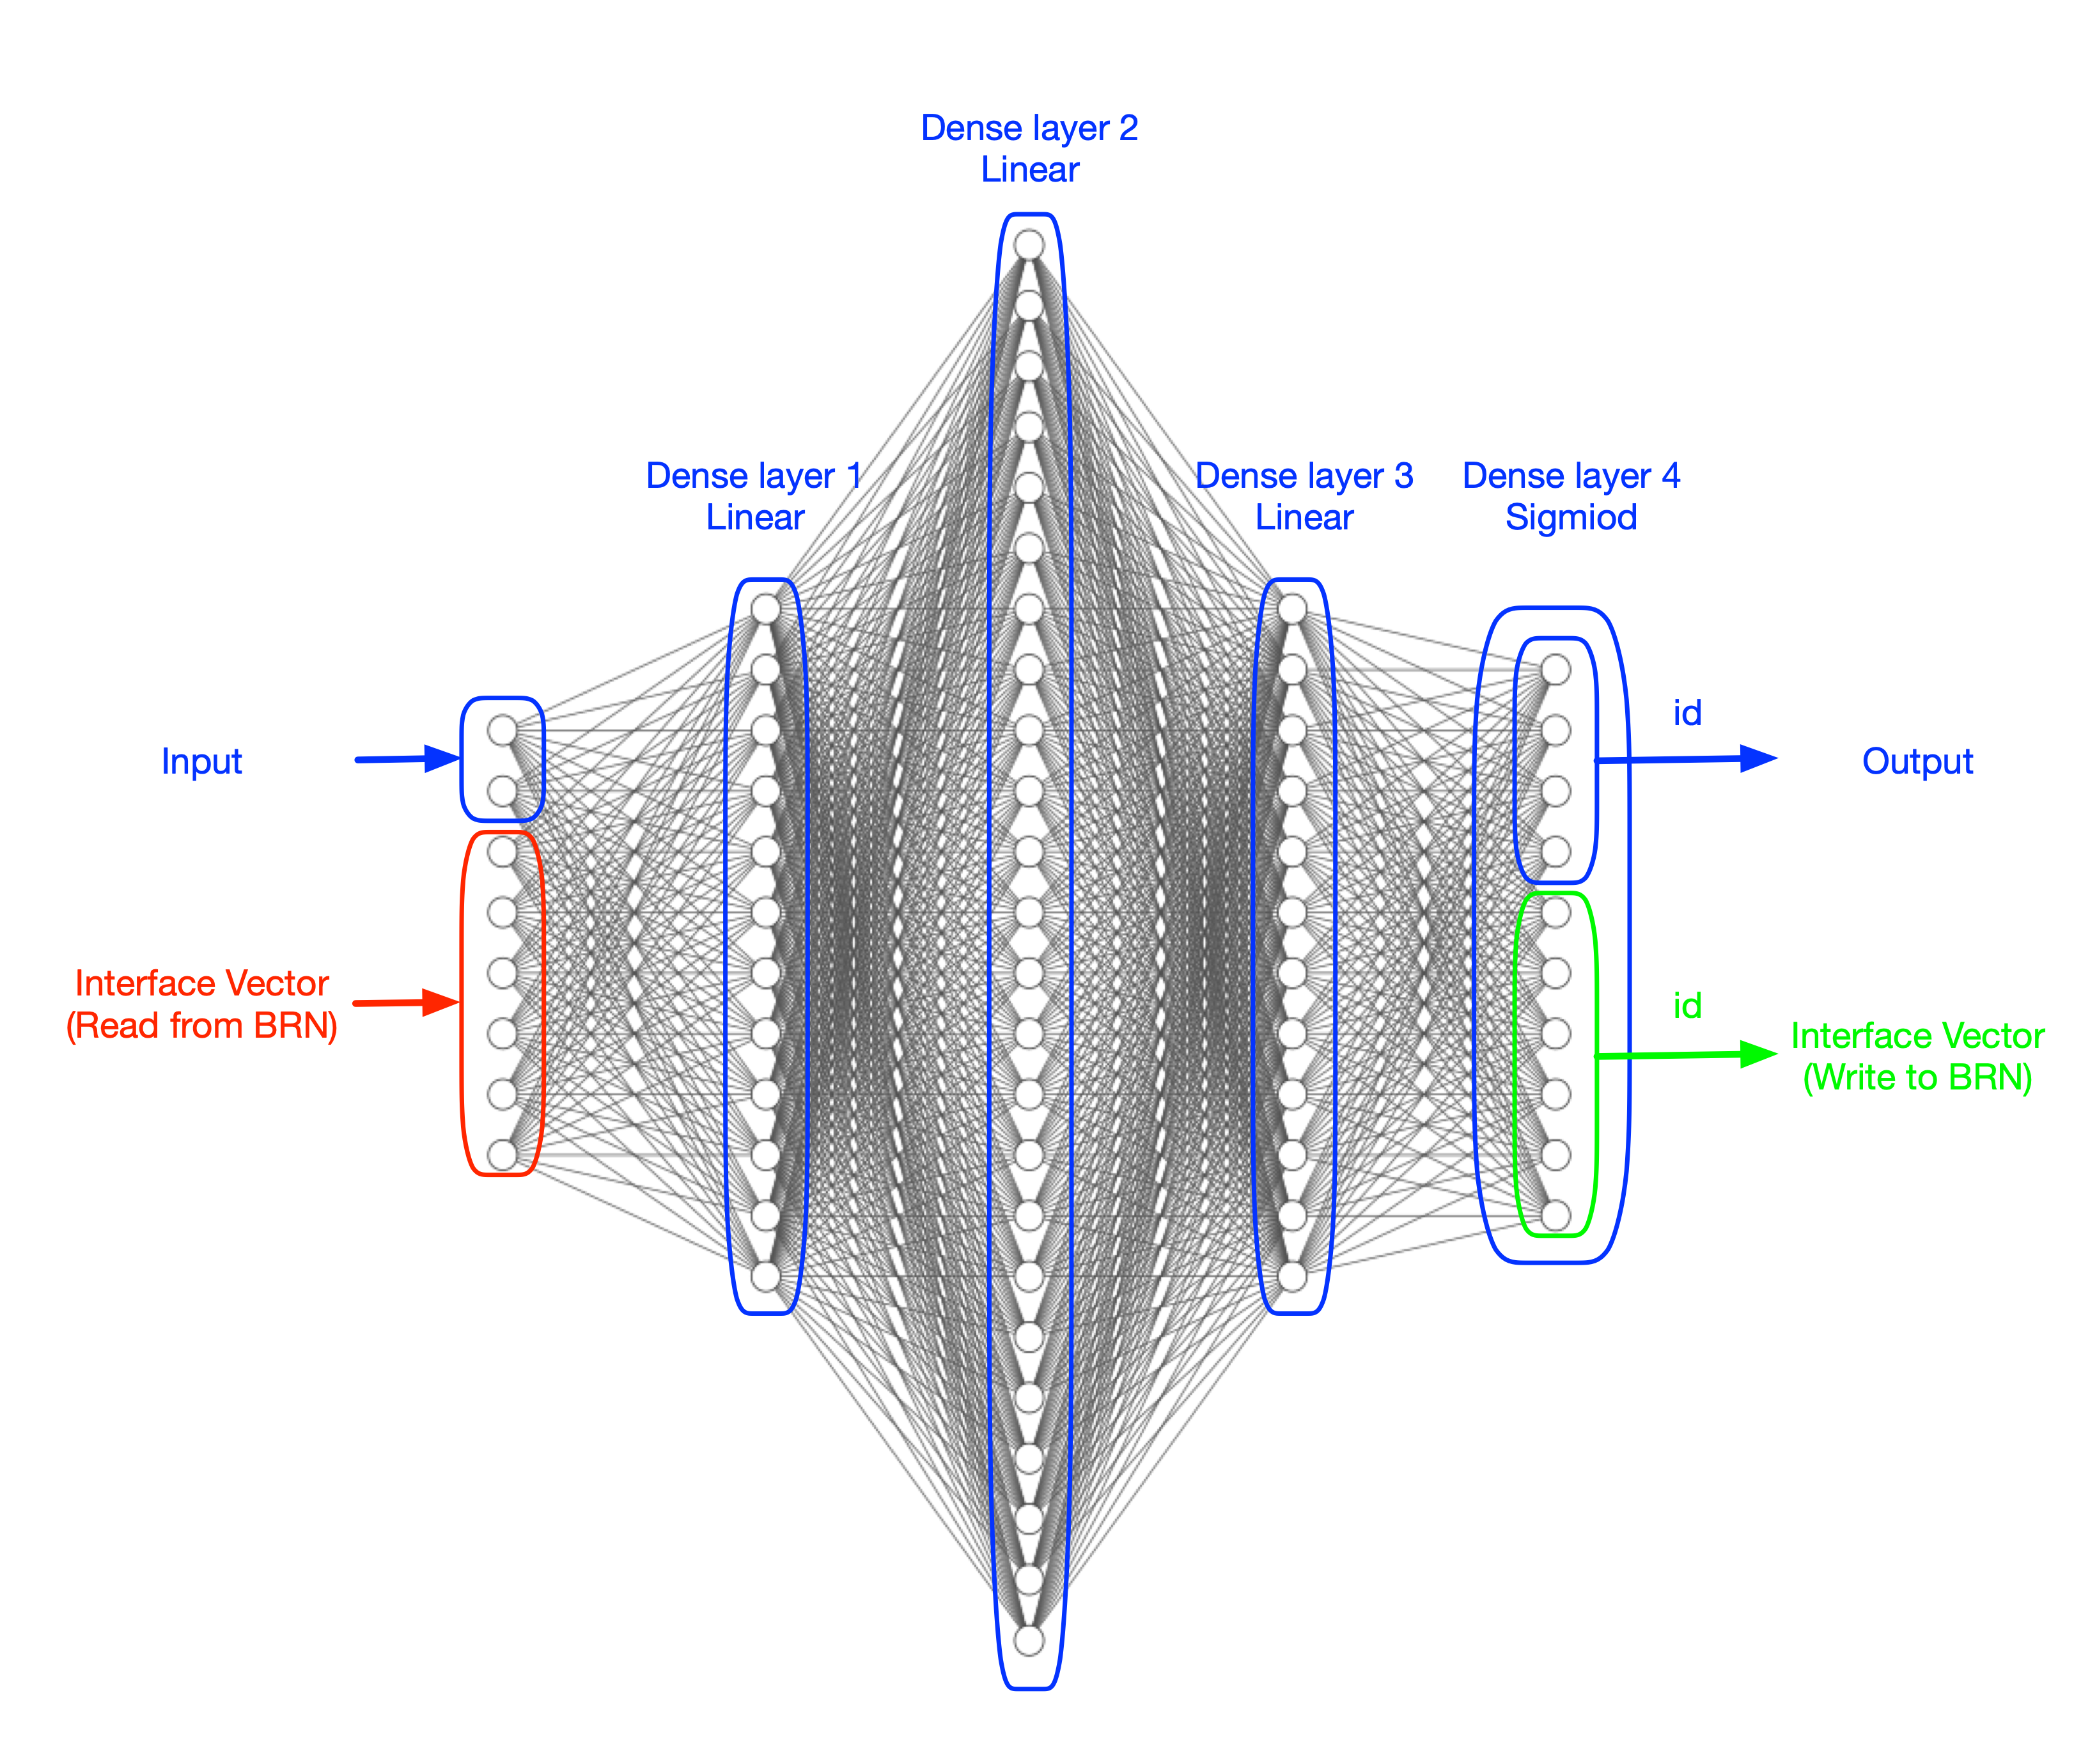 Dense layer 2
Linear
Dense layer 1
Linear
Dense layer 3
Linear
Dense layer 4
Sigmiod
id
Input
Output
Interface Vector
(Read from BRN)
id
Interface Vector
(Write to BRN)